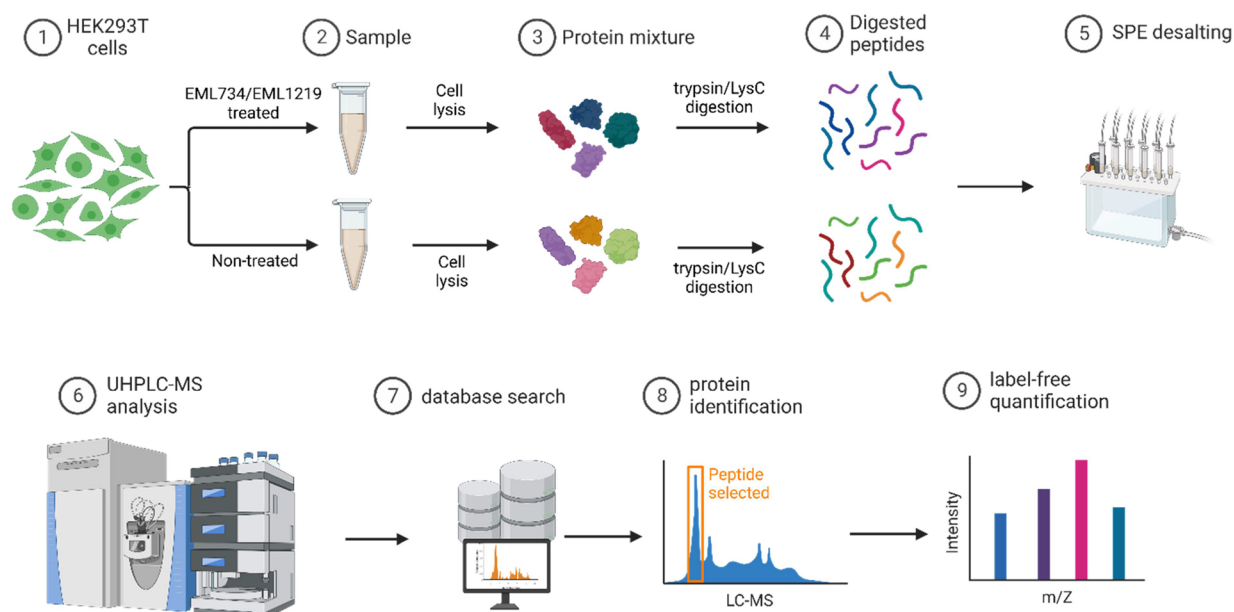 1 HEK293T
cells
2 Sample
3 Protein mixture
4 Digested
peptides
5 SPE desalting
EML734/EML1219
treated
Cell
lysis
trypsin/LysC
digestion
Non-treated
Cell
lysis
trypsin/LysC
digestion
6 UHPLC-MS
analysis
7 database search
8 protein
identification
9 label-free
quantification
Peptide
selected
LC-MS
Intensity
m/Z